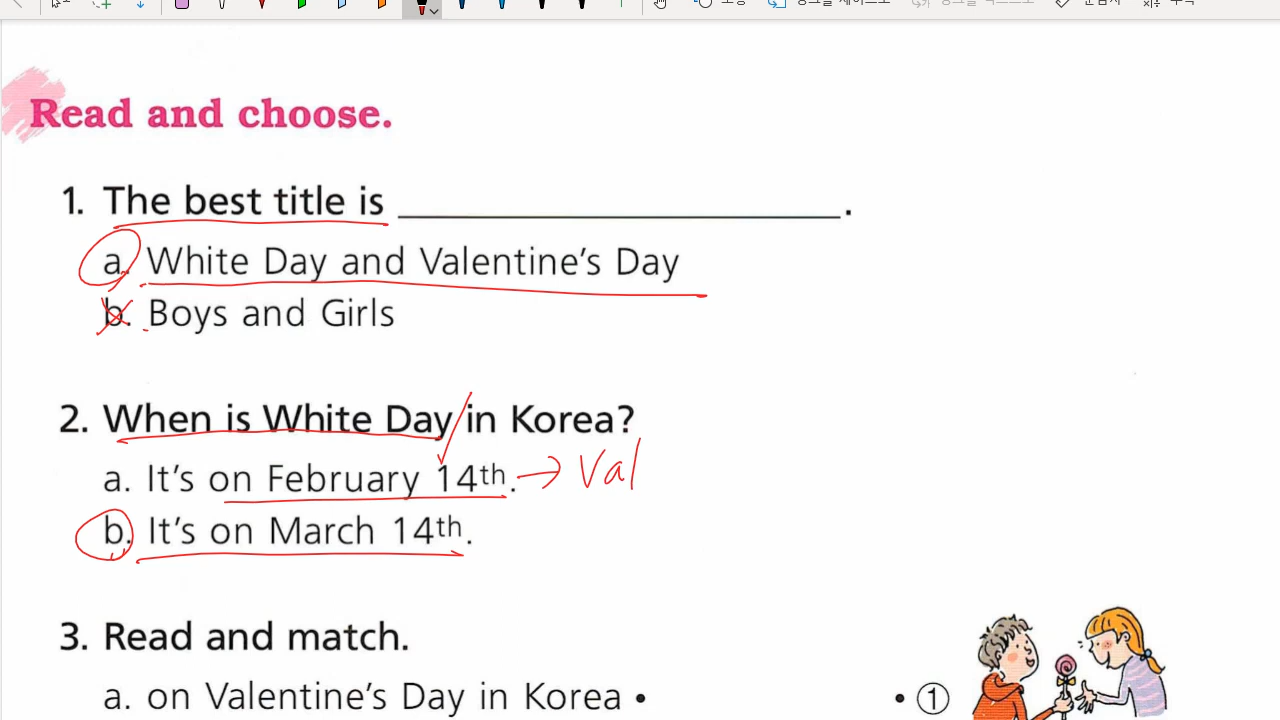 Read and choose.
1. The best title is ____________________.
a. White Day and Valentine's Day
b. Boys and Girls
2. When is White Day in Korea?
a. It's on February 14th. → Val
b. It's on March 14th.
3. Read and match.
a. on Valentine's Day in Korea •
• ①